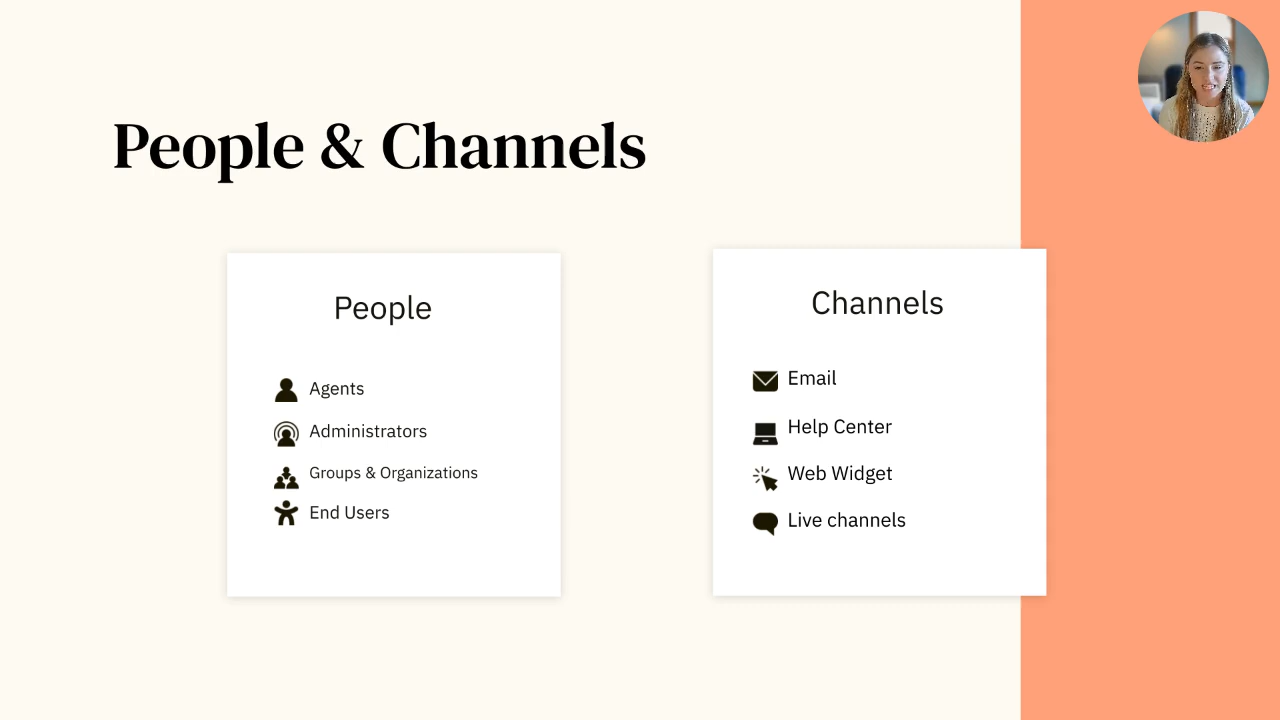 People & Channels
People
Agents
Administrators
Groups & Organizations
End Users
Channels
Email
Help Center
Web Widget
Live channels